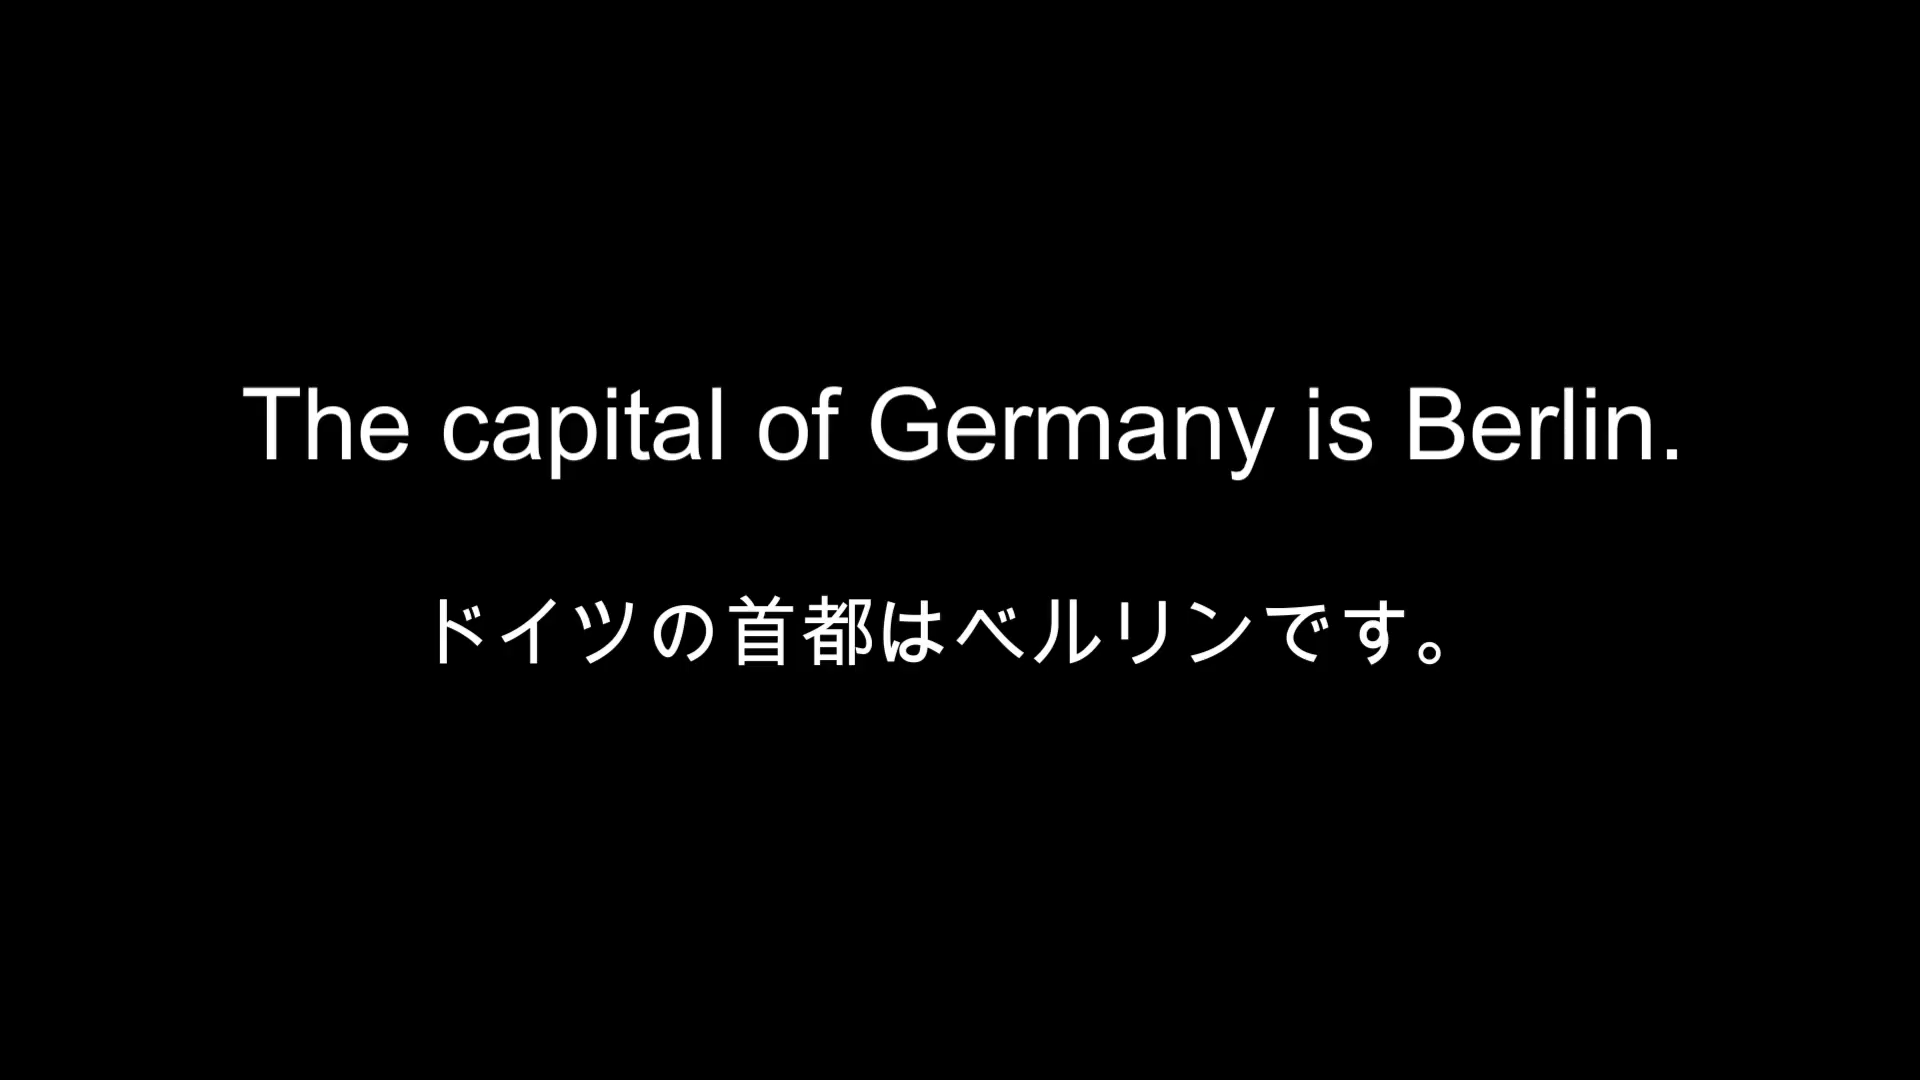 The capital of Germany is Berlin.
ドイツの首都はベルリンです。